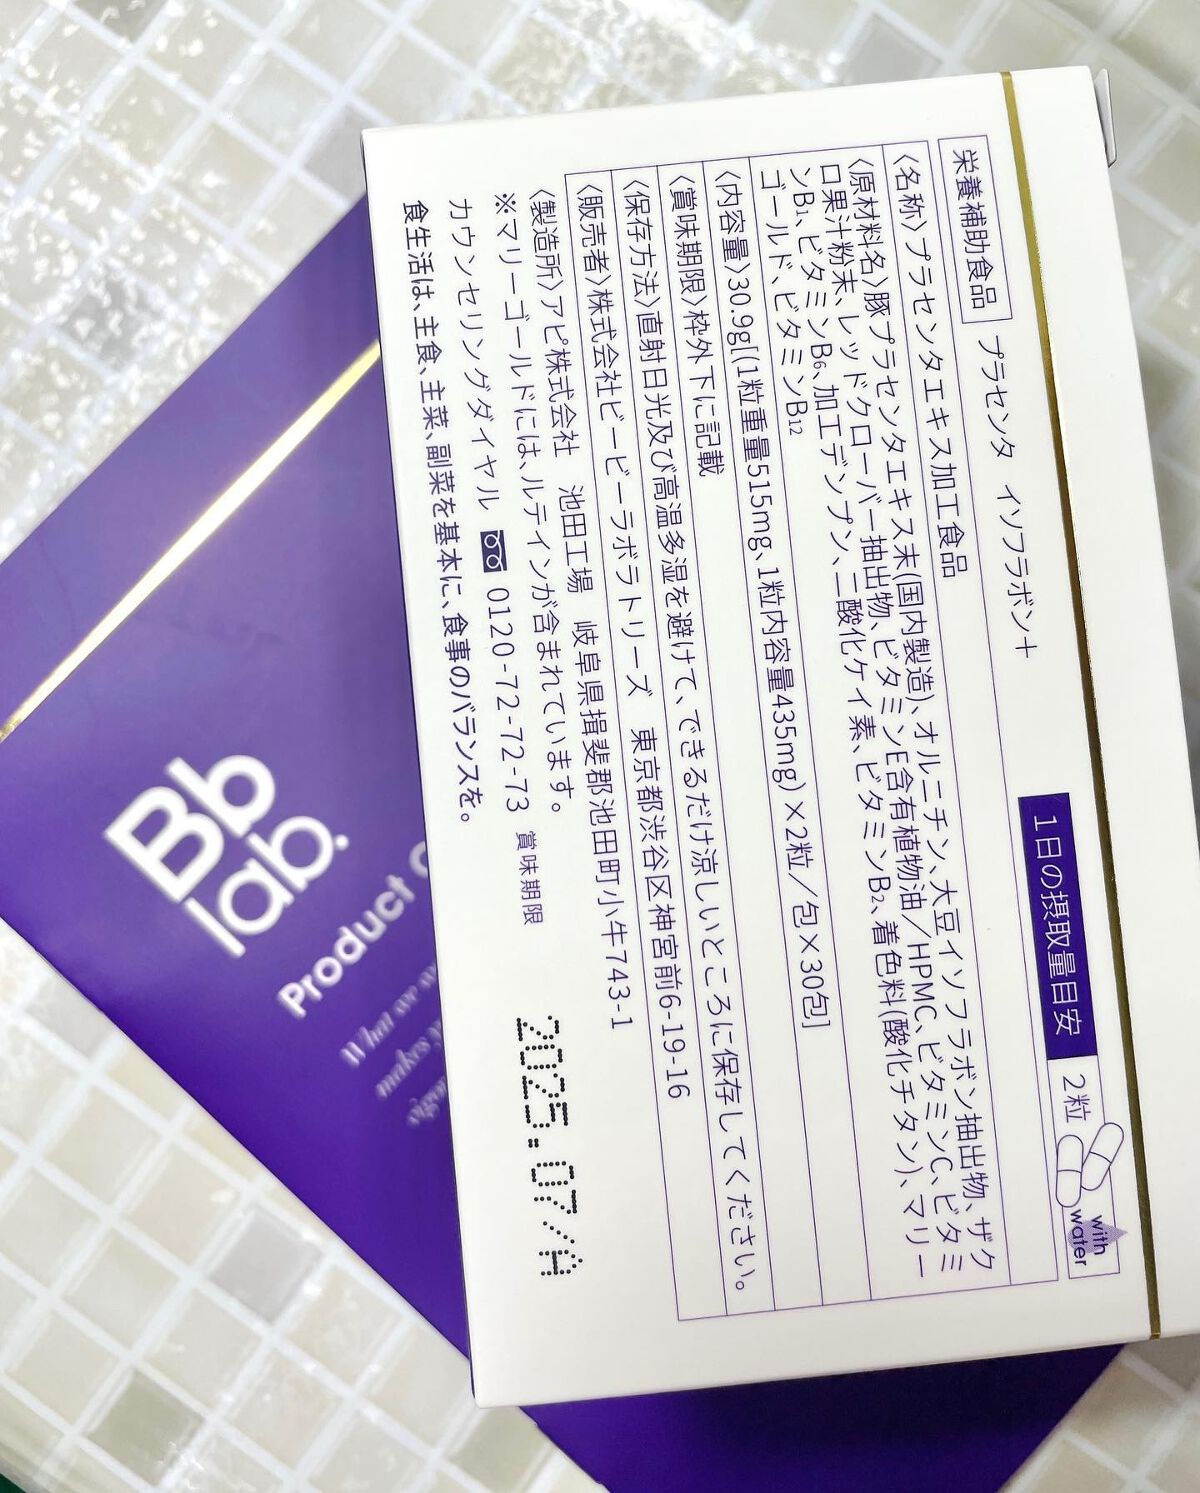 栄養補助食品 プラセンタ イソフラボン＋ 1日の摂取量目安 2粒
with
water
〈名称〉プラセンタエキス加工食品
〈原材料名〉豚プラセンタエキス末(国内製造)、オルニチン、大豆イソフラボン抽出物、ザク
ロ果汁粉末、レッドクローバー抽出物、ビタミンE含有植物油／HPMC、ビタミンC、ビタミ
ンB₁、ビタミンB₆、加工デンプン、二酸化ケイ素、ビタミンB₂、着色料(酸化チタン)、マリー
ゴールド、ビタミンB₁₂
〈内容量〉30.9g[(1粒重量515mg、1粒内容量435mg)×2粒／包×30包]
〈賞味期限〉枠外下に記載
〈保存方法〉直射日光及び高温多湿を避けて、できるだけ涼しいところに保存してください。
〈販売者〉株式会社ビービーラボラトリーズ 東京都渋谷区神宮前6-19-16
〈製造所〉アピ株式会社 池田工場 岐阜県揖斐郡池田町小牛743-1
※マリーゴールドには、ルテインが含まれています。
カウンセリングダイヤル 0120-72-72-73 賞味期限
2025.07/A
食生活は、主食、主菜、副菜を基本に、食事のバランスを。
Bb
lab.
Product
What we
makes